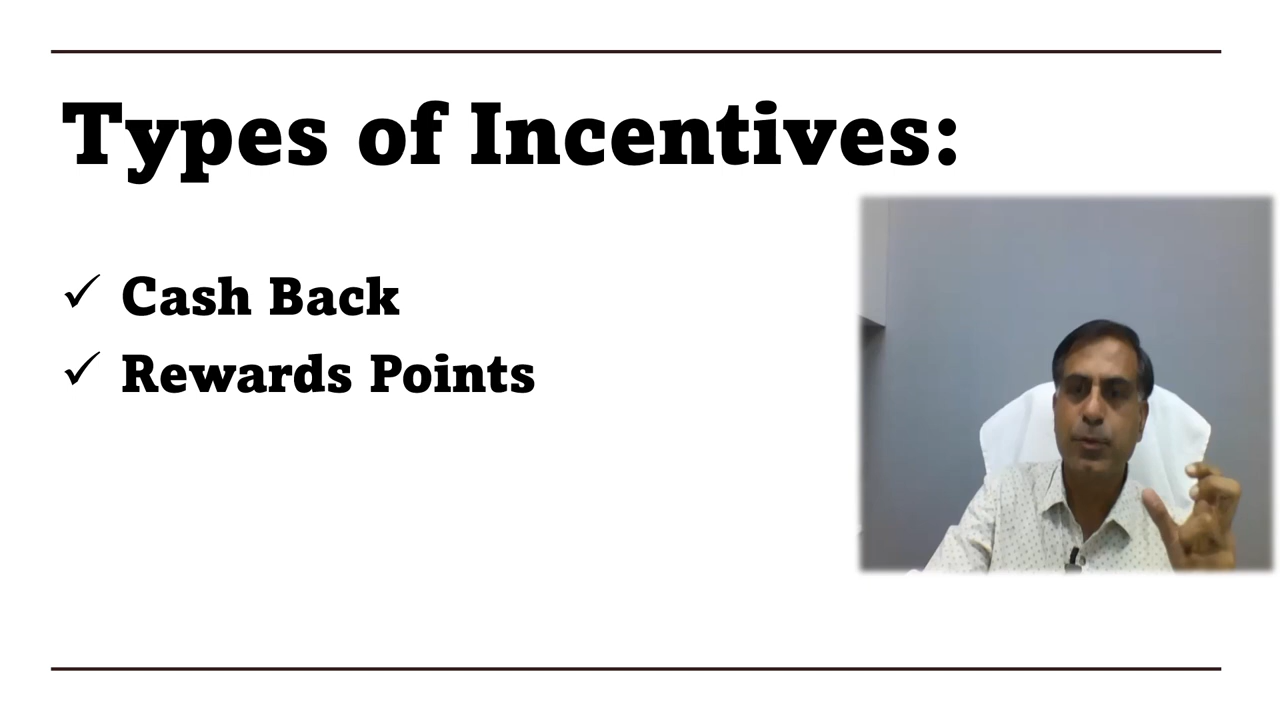 Types of Incentives:
✓ Cash Back
✓ Rewards Points